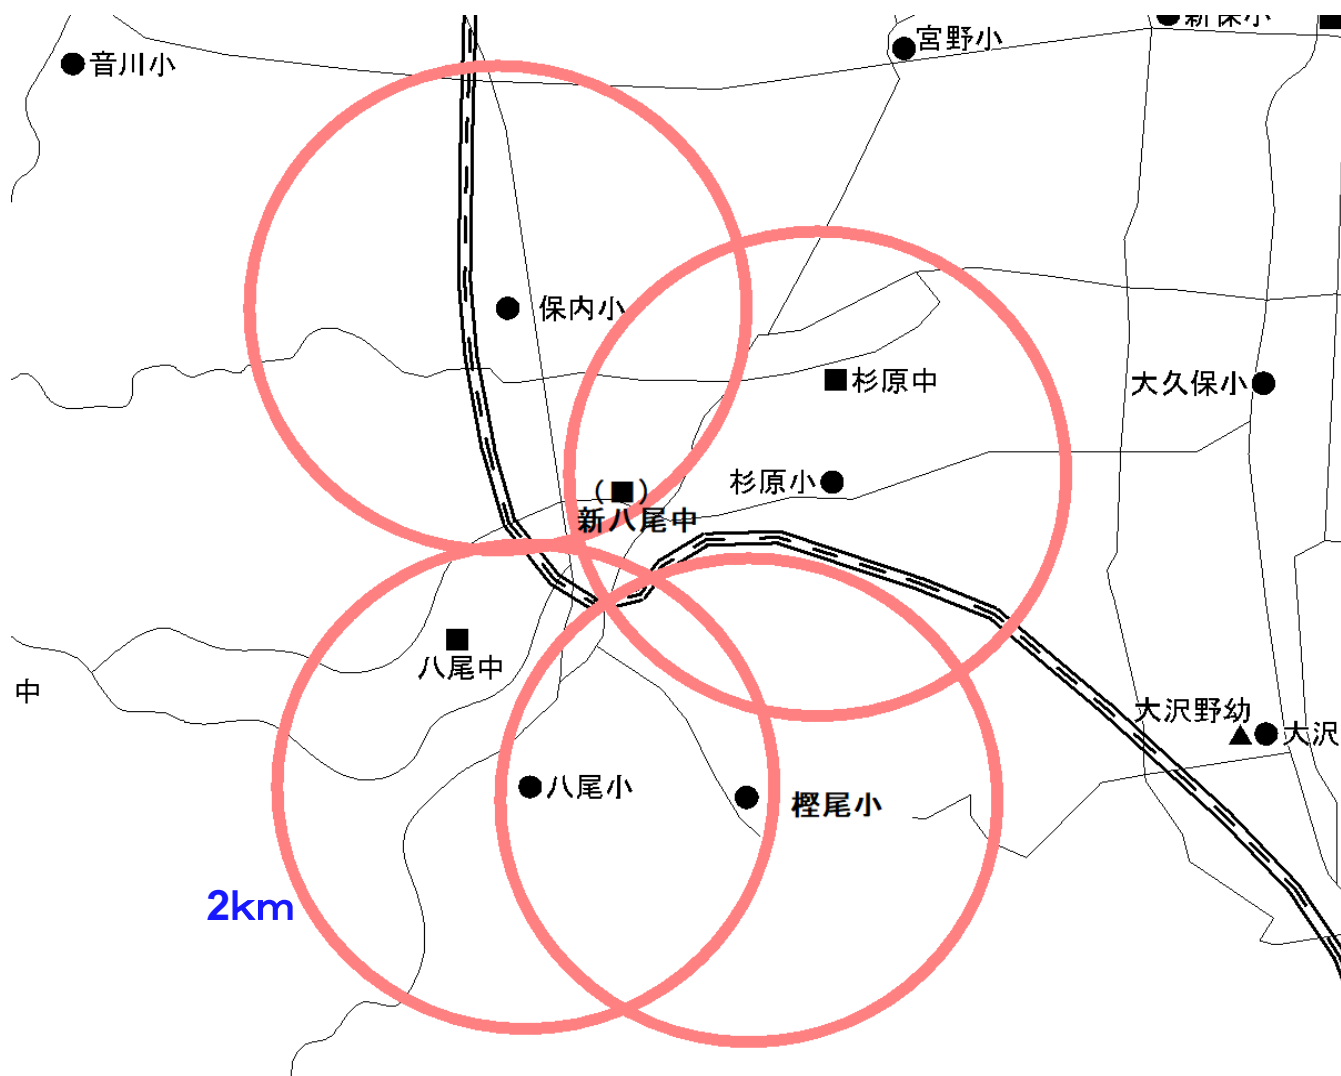 新保小
宮野小
音川小
保内小
杉原中
大久保小
杉原小
(■)
新八尾中
八尾中
中
大沢野幼
大沢
八尾小
樫尾小
2km